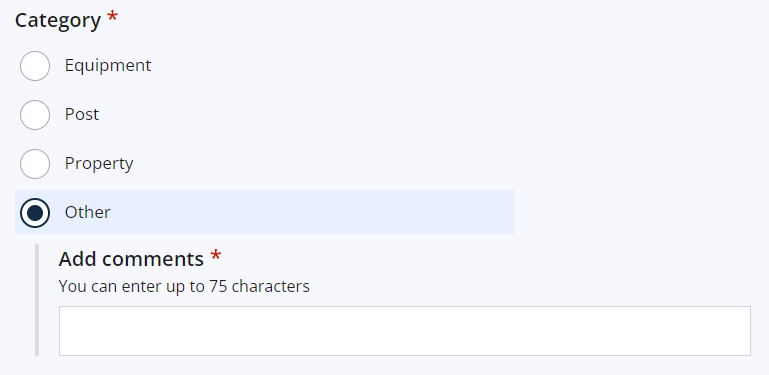 Category *
Equipment
Post
Property
Other
Add comments *
You can enter up to 75 characters